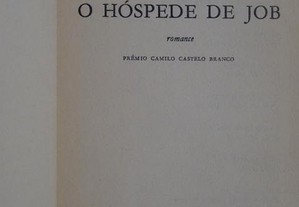 O HÓSPEDE DE JOB
romance
PRÉMIO CAMILO CASTELO BRANCO